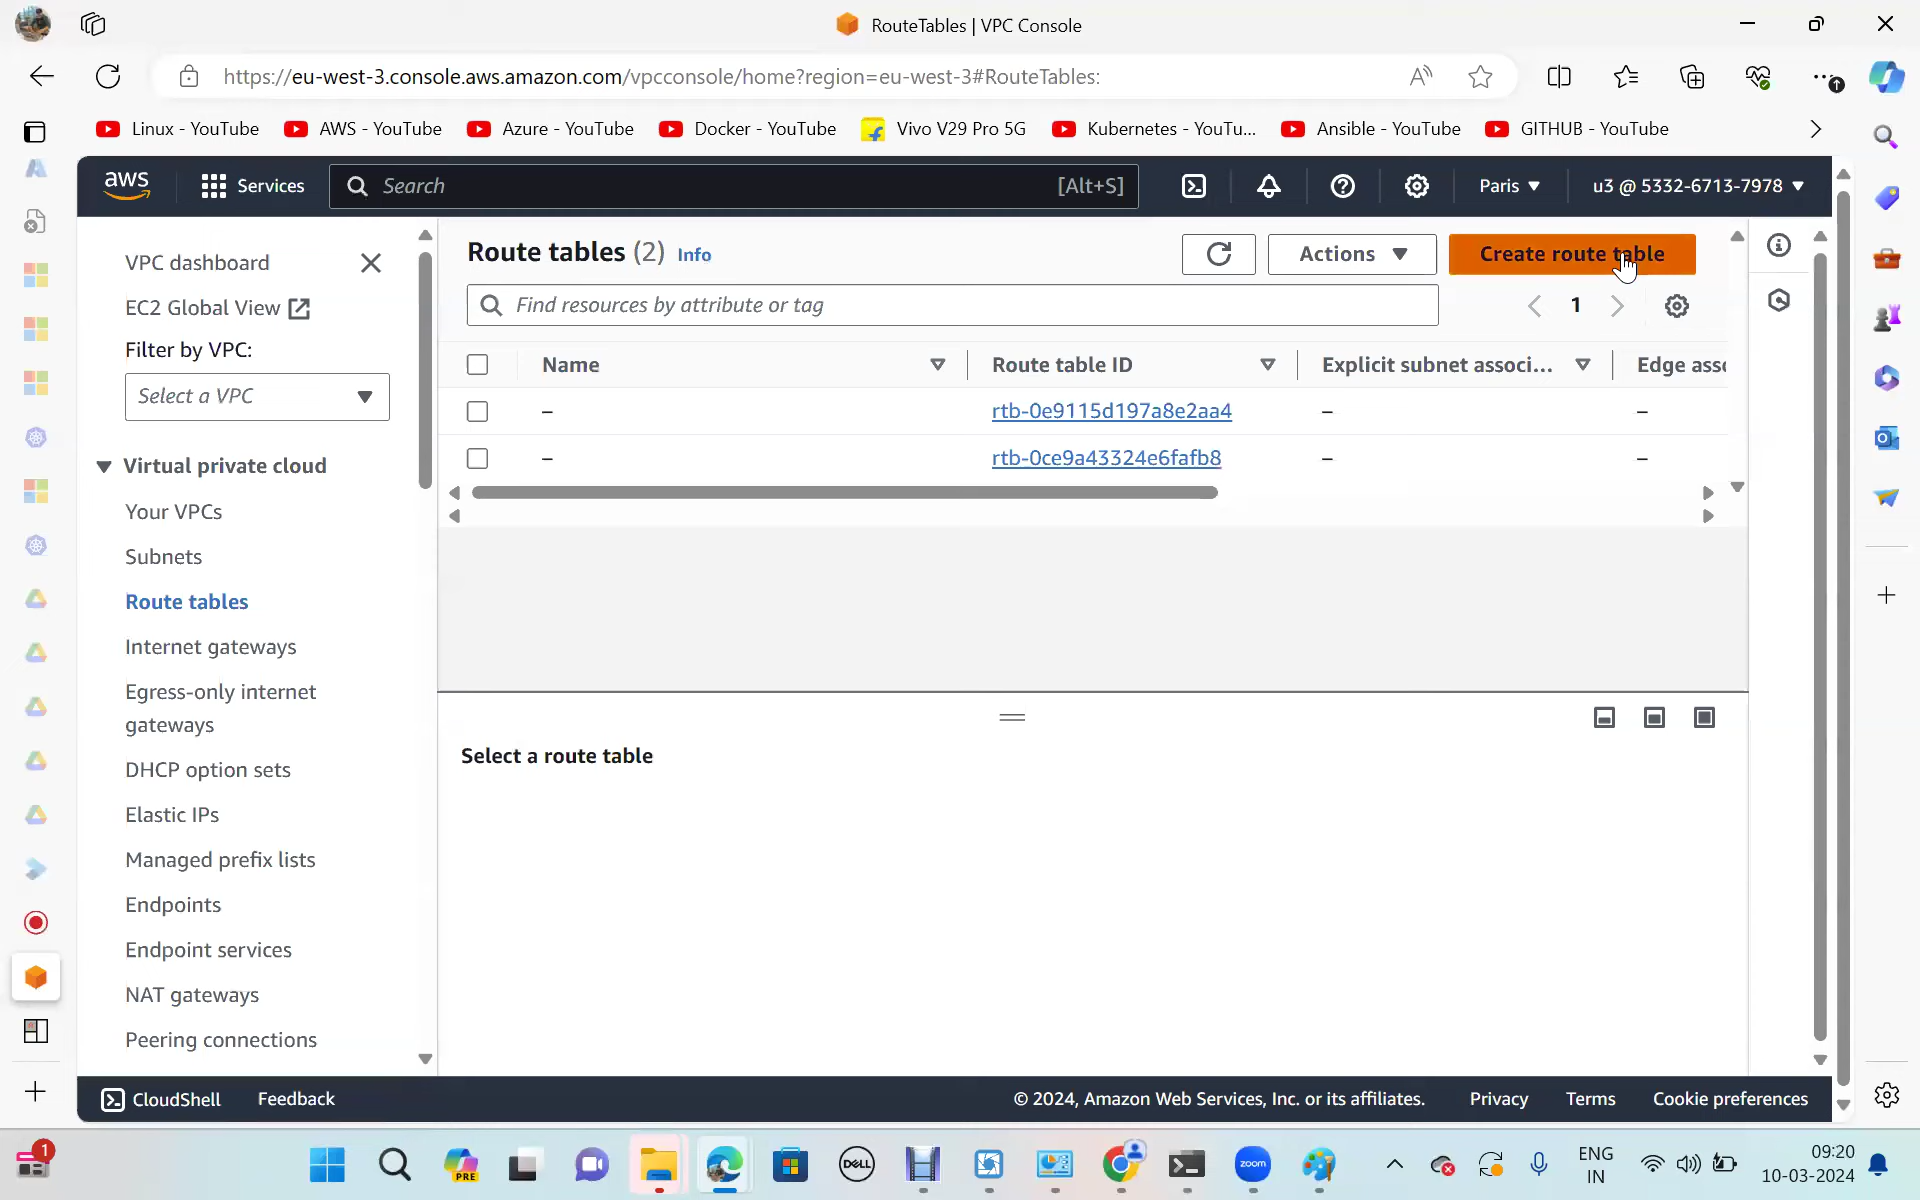 RouteTables | VPC Console
https://eu-west-3.console.aws.amazon.com/vpcconsole/home?region=eu-west-3#RouteTables:
Linux - YouTube
AWS - YouTube
Azure - YouTube
Docker - YouTube
Vivo V29 Pro 5G
Kubernetes - YouTu...
Ansible - YouTube
GITHUB - YouTube
aws
Services
Search
[Alt+S]
Paris
u3 @ 5332-6713-7978
VPC dashboard
EC2 Global View
Filter by VPC:
Select a VPC
Virtual private cloud
Your VPCs
Subnets
Route tables
Internet gateways
Egress-only internet
gateways
DHCP option sets
Elastic IPs
Managed prefix lists
Endpoints
Endpoint services
NAT gateways
Peering connections
Route tables (2) Info
Actions
Create route table
Find resources by attribute or tag
1
Name
Route table ID
Explicit subnet associ...
Edge asso
– rtb-0e9115d197a8e2aa4 – –
– rtb-0ce9a43324e6fafb8 – –
Select a route table
CloudShell
Feedback
© 2024, Amazon Web Services, Inc. or its affiliates.
Privacy
Terms
Cookie preferences
1
PRE
DELL
zoom
ENG
IN
09:20
10-03-2024